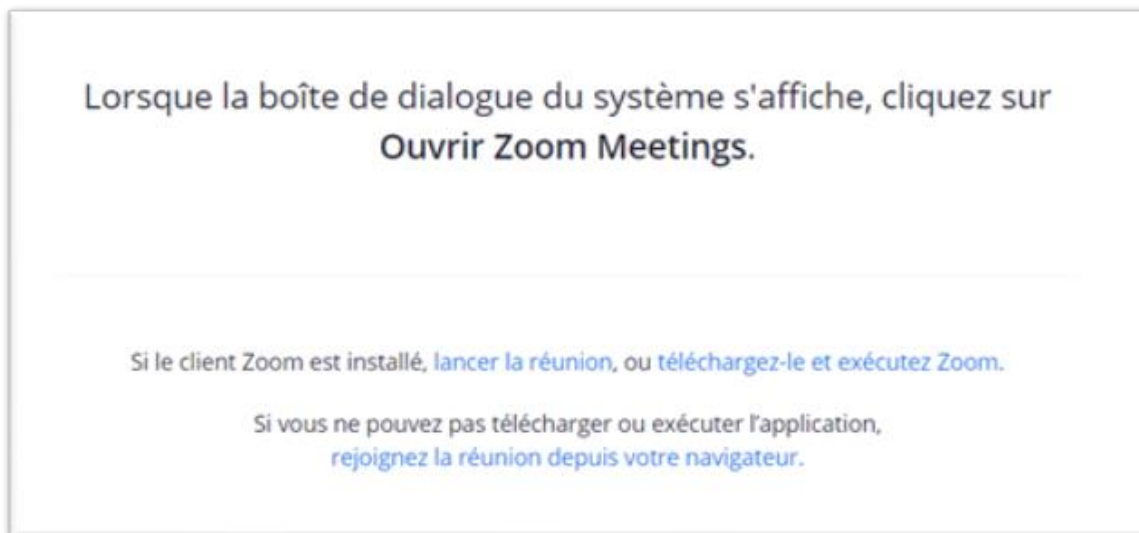 Lorsque la boîte de dialogue du système s'affiche, cliquez sur
Ouvrir Zoom Meetings.
Si le client Zoom est installé, lancer la réunion, ou téléchargez-le et exécutez Zoom.
Si vous ne pouvez pas télécharger ou exécuter l'application,
rejoignez la réunion depuis votre navigateur.